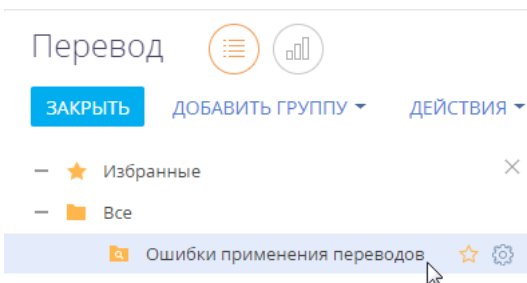 Перевод
ЗАКРЫТЬ ДОБАВИТЬ ГРУППУ ДЕЙСТВИЯ
Избранные
Все
Ошибки применения переводов